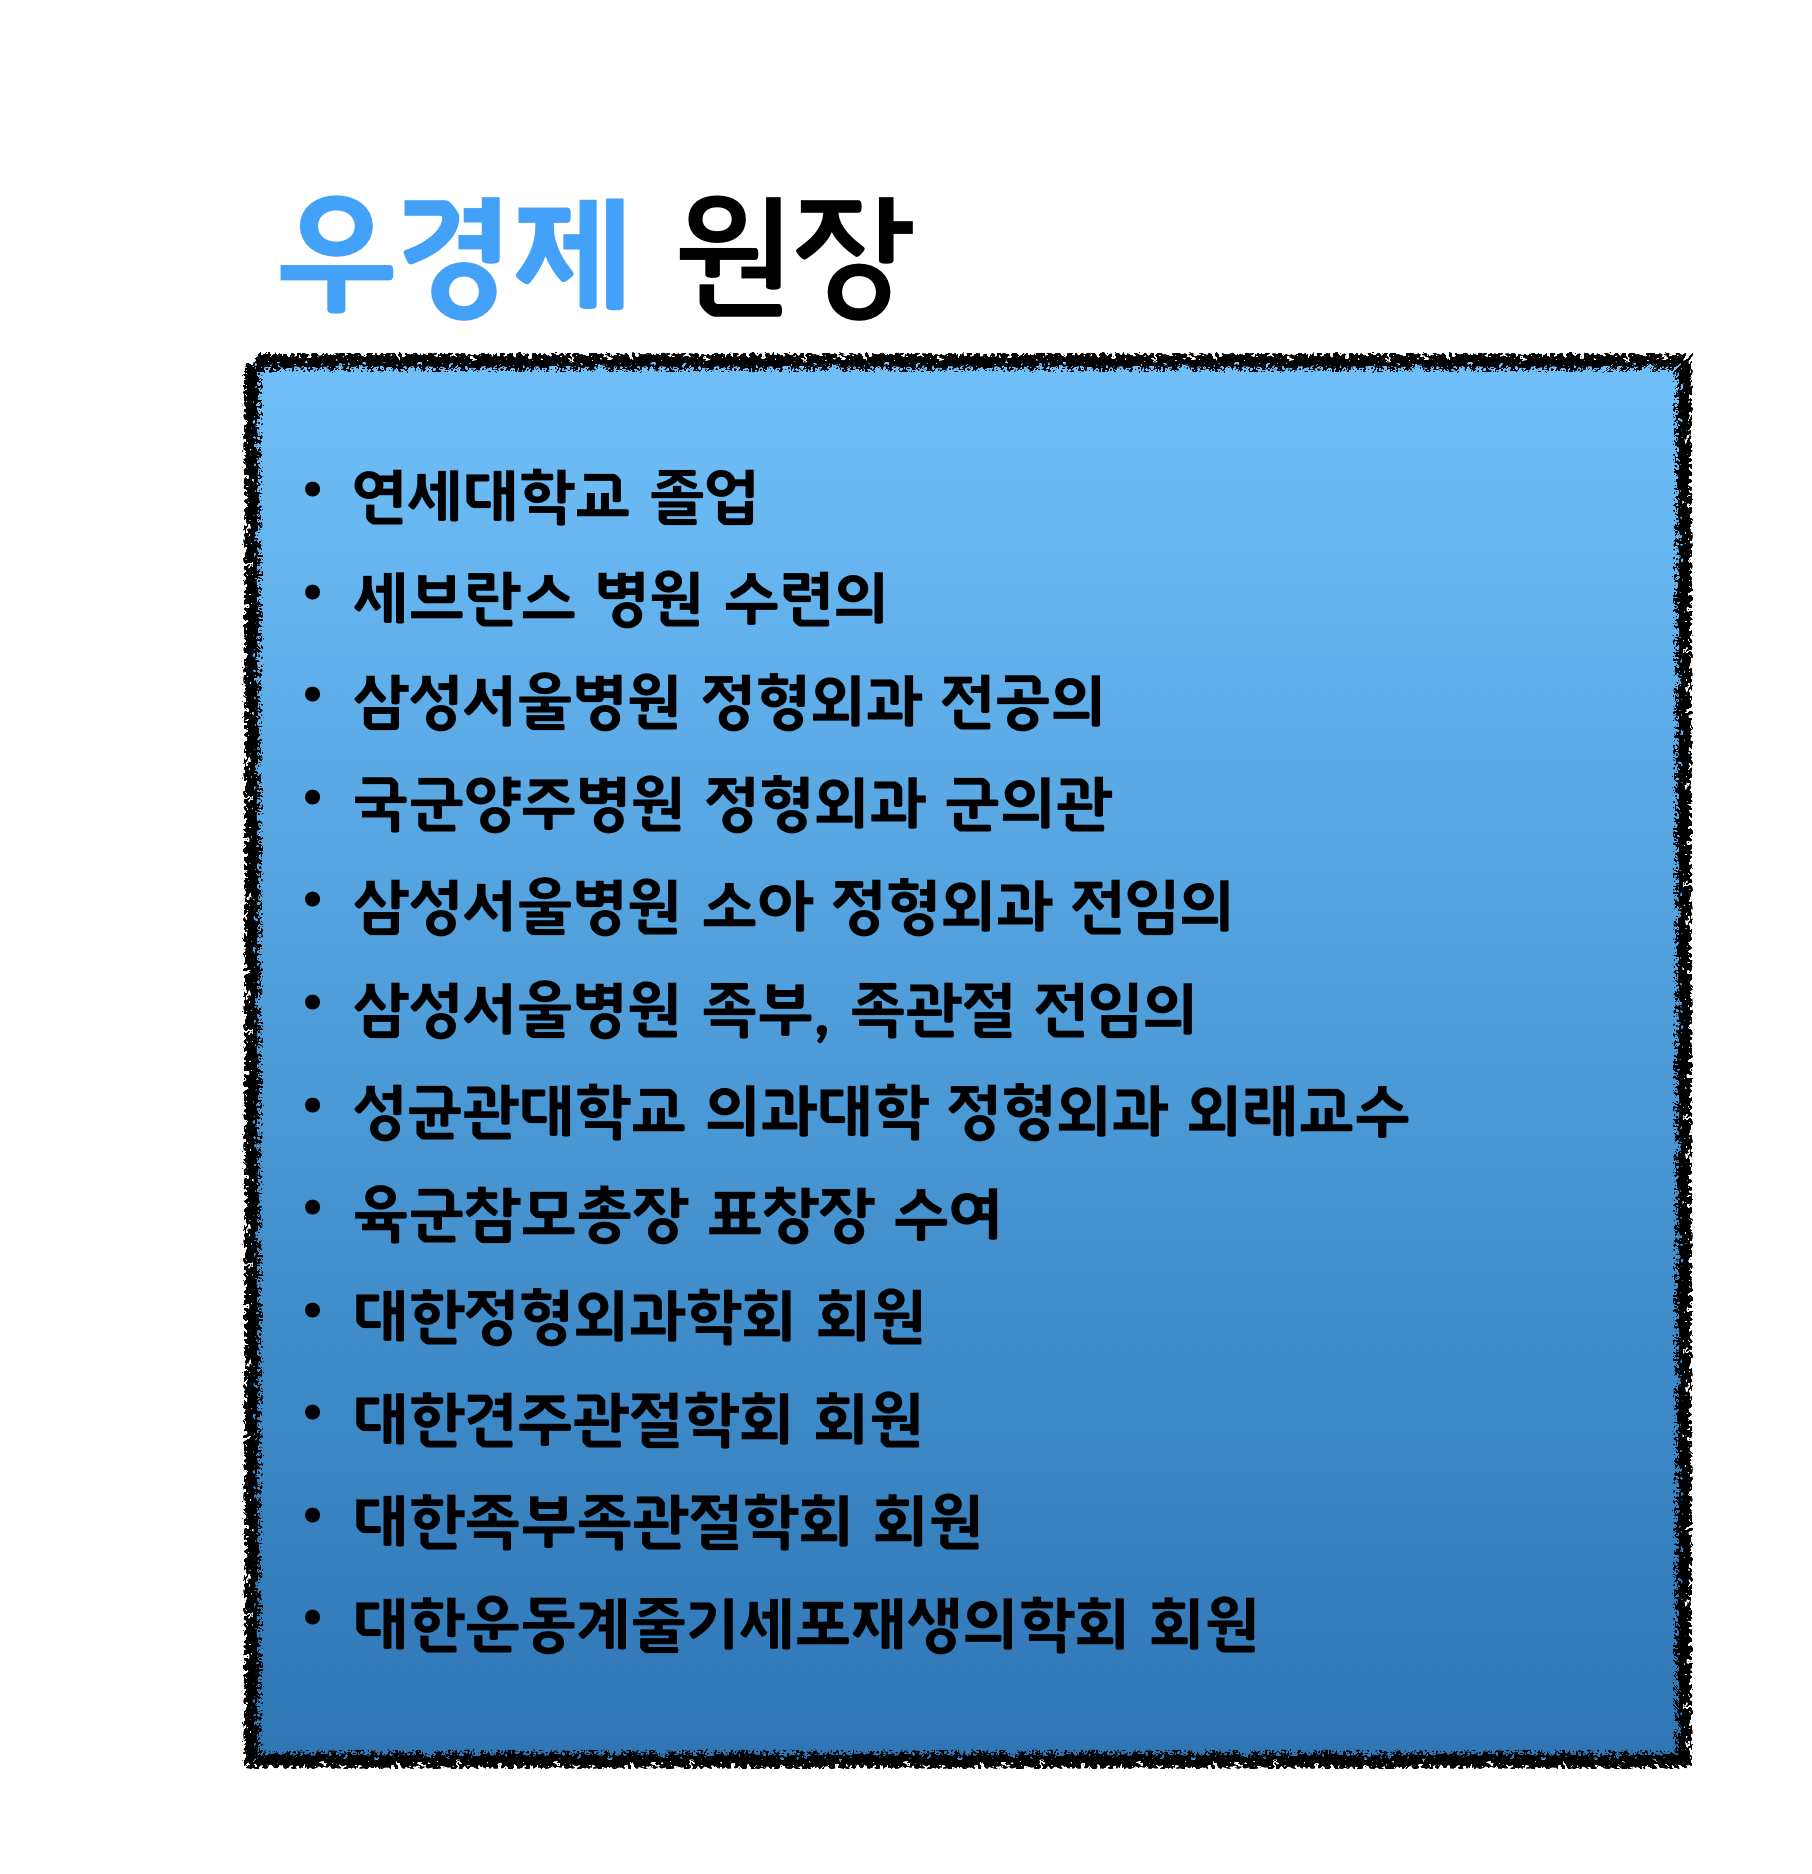 우경제 원장
• 연세대학교 졸업
• 세브란스 병원 수련의
• 삼성서울병원 정형외과 전공의
• 국군양주병원 정형외과 군의관
• 삼성서울병원 소아 정형외과 전임의
• 삼성서울병원 족부, 족관절 전임의
• 성균관대학교 의과대학 정형외과 외래교수
• 육군참모총장 표창장 수여
• 대한정형외과학회 회원
• 대한견주관절학회 회원
• 대한족부족관절학회 회원
• 대한운동계줄기세포재생의학회 회원